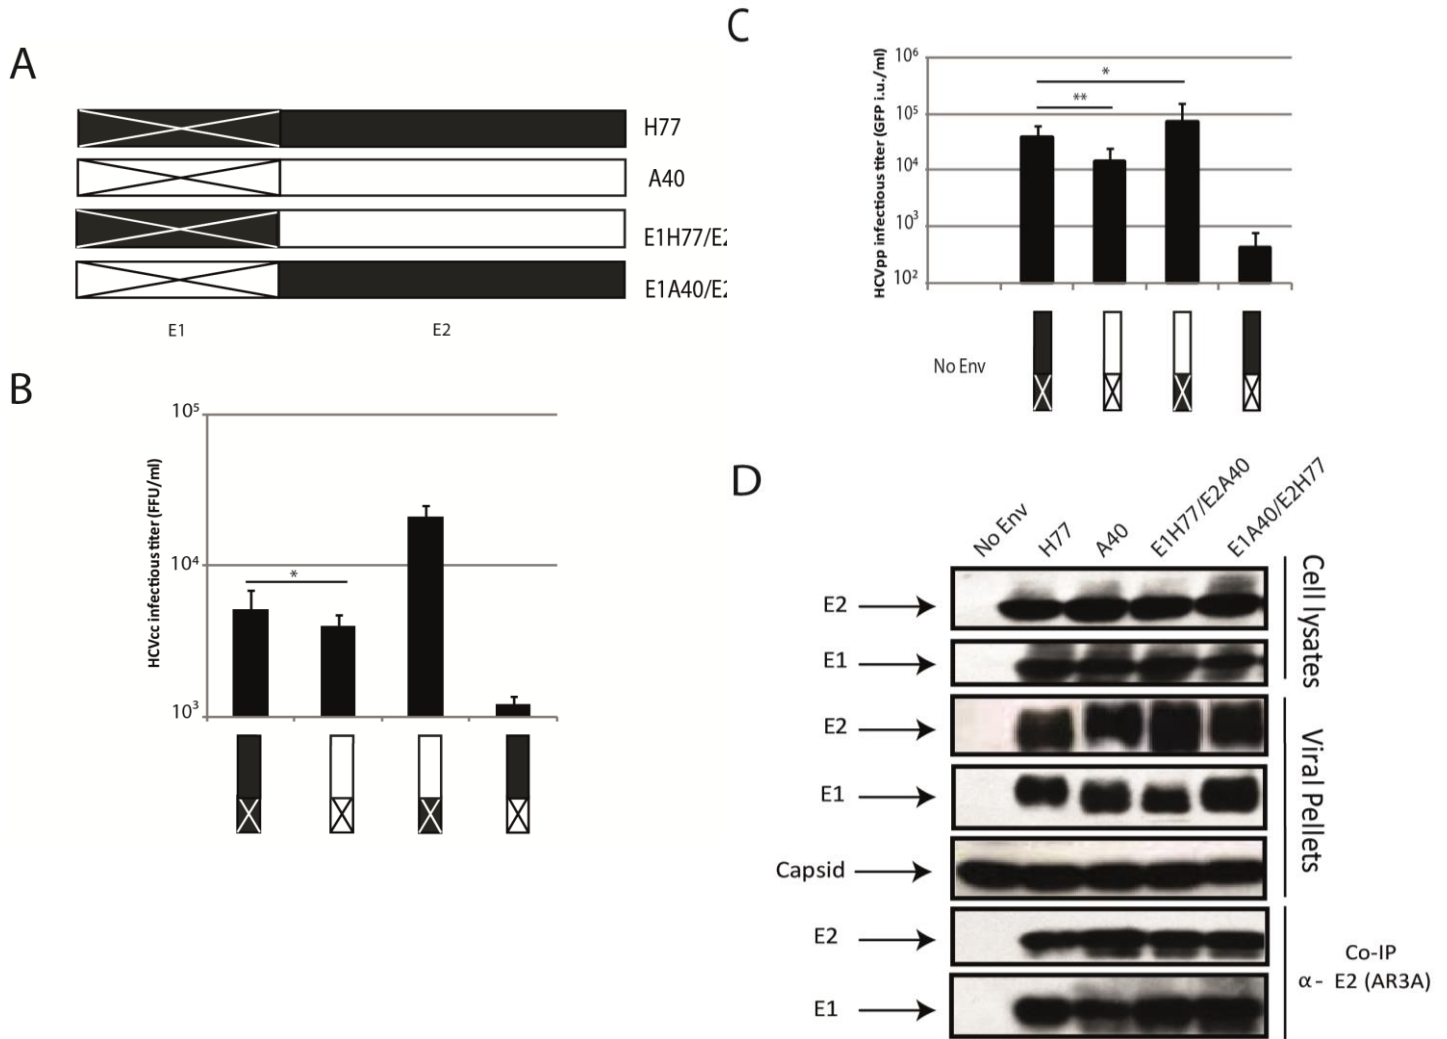 A
H77
A40
E1H77/E2
E1A40/E2
E1
E2
B
HCVcc infectious titer (FFU/ml)
10⁵
10⁴
10³
*
C
HCVpp infectious titer (GFP i.u./ml)
10⁶
10⁵
10⁴
10³
10²
*
**
No Env
D
No Env
H77
A40
E1H77/E2A40
E1A40/E2H77
E2
E1
Cell lysates
E2
E1
Capsid
Viral Pellets
E2
E1
Co-IP
α- E2 (AR3A)